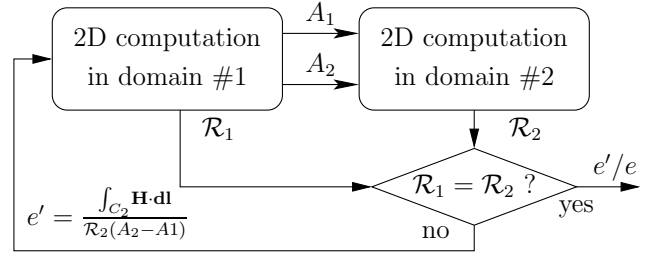 2D computation
in domain #1
A₁
A₂
2D computation
in domain #2
ℛ₁
ℛ₂
ℛ₁ = ℛ₂ ?
e′/e
yes
no
e′ = ∫_{C₂} H·dl / ℛ₂(A₂−A1)